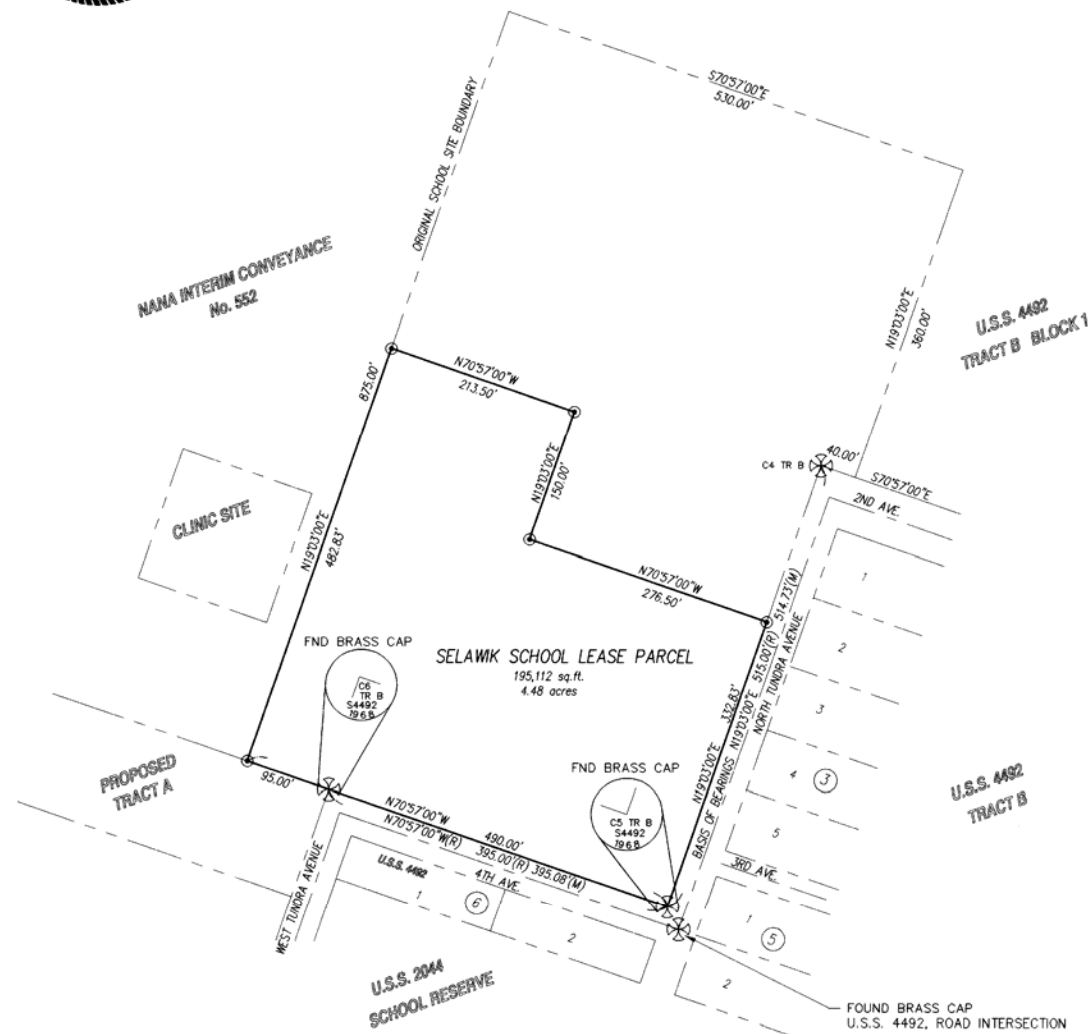 S70°57'00"E
530.00'
ORIGINAL SCHOOL SITE BOUNDARY
NANA INTERIM CONVEYANCE
No. 552
N19°03'00"E
360.00'
U.S.S. 4492
TRACT B BLOCK 1
875.00'
N70°57'00"W
213.50'
N19°03'00"E
150.00'
C4 TR B
40.00'
S70°57'00"E
2ND AVE.
CLINIC SITE
N19°03'00"E
482.83'
N70°57'00"W
276.50'
FND BRASS CAP
C6
TR B
S4492
1968
SELAWIK SCHOOL LEASE PARCEL
195,112 sq.ft.
4.48 acres
N19°03'00"E 332.83'
BASIS OF BEARINGS N19°03'00"E 515.00'(R) 514.73'(M)
NORTH TUNDRA AVENUE
1
2
3
4
3
5
U.S.S. 4492
TRACT B
PROPOSED
TRACT A
95.00'
FND BRASS CAP
C5 TR B
S4492
1968
N70°57'00"W
490.00'
N70°57'00"W(R)
395.00'(R) 395.08'(M)
4TH AVE.
3RD AVE.
WEST TUNDRA AVENUE
U.S.S. 4492
1
6
2
1
5
2
U.S.S. 2044
SCHOOL RESERVE
FOUND BRASS CAP
U.S.S. 4492, ROAD INTERSECTION